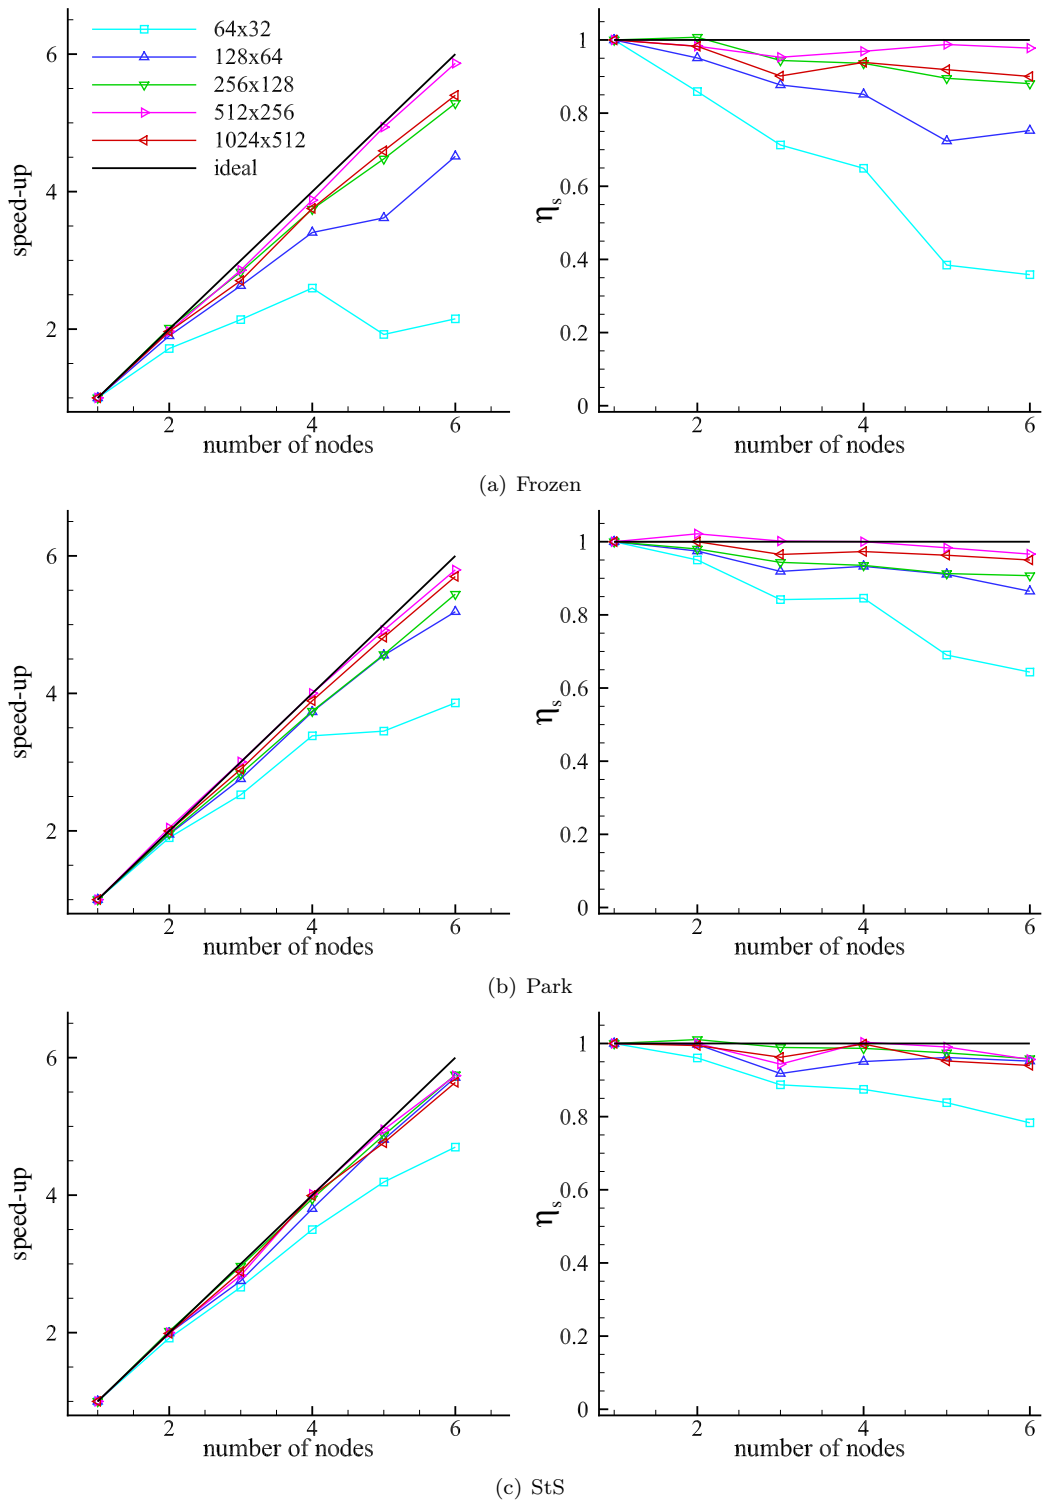 64x32
128x64
256x128
512x256
1024x512
ideal
speed-up
6
4
2
2
4
6
number of nodes
ηs
1
0.8
0.6
0.4
0.2
0
2
4
6
number of nodes
(a) Frozen
speed-up
6
4
2
2
4
6
number of nodes
ηs
1
0.8
0.6
0.4
0.2
0
2
4
6
number of nodes
(b) Park
speed-up
6
4
2
2
4
6
number of nodes
ηs
1
0.8
0.6
0.4
0.2
0
2
4
6
number of nodes
(c) StS